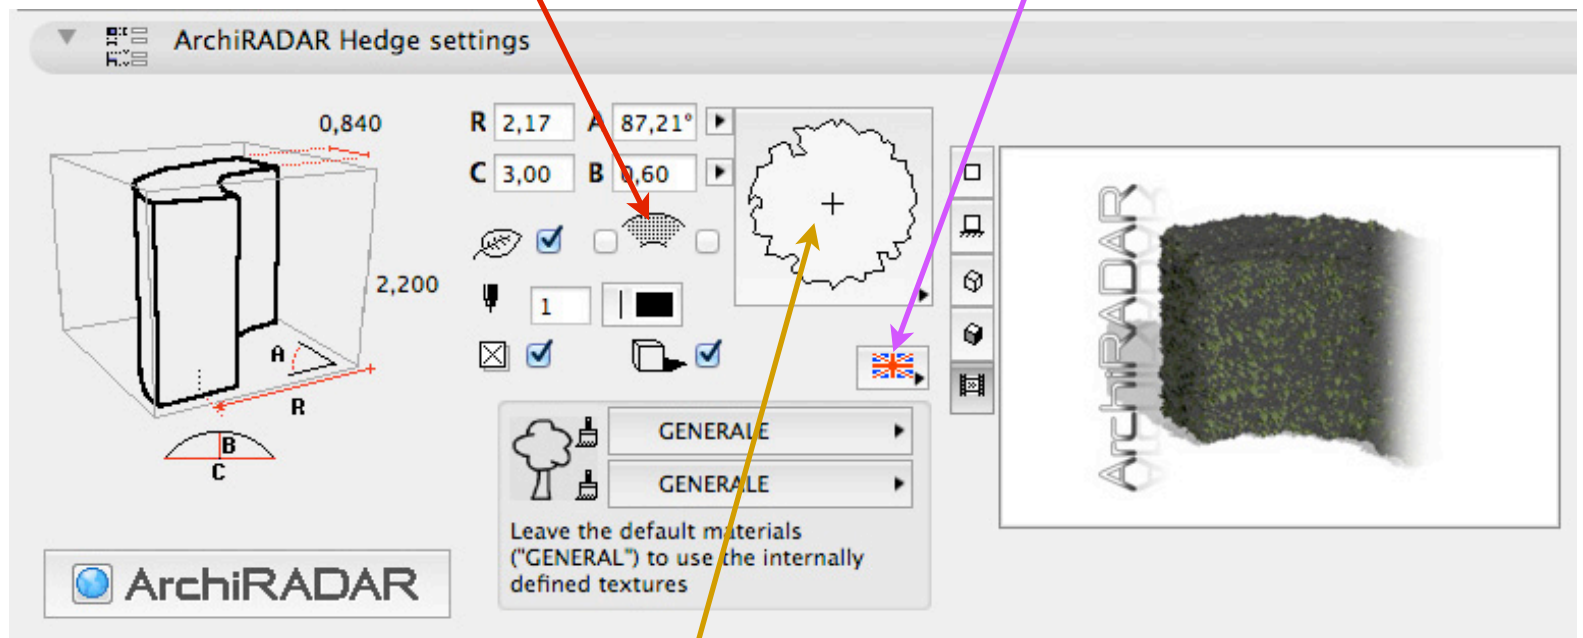 ArchiRADAR Hedge settings
0,840
R 2,17 A 87,21°
C 3,00 B 0,60
2,200
1
A
R
B
C
GENERALE
GENERALE
Leave the default materials
("GENERAL") to use the internally
defined textures
ArchiRADAR
ArchiRADAR